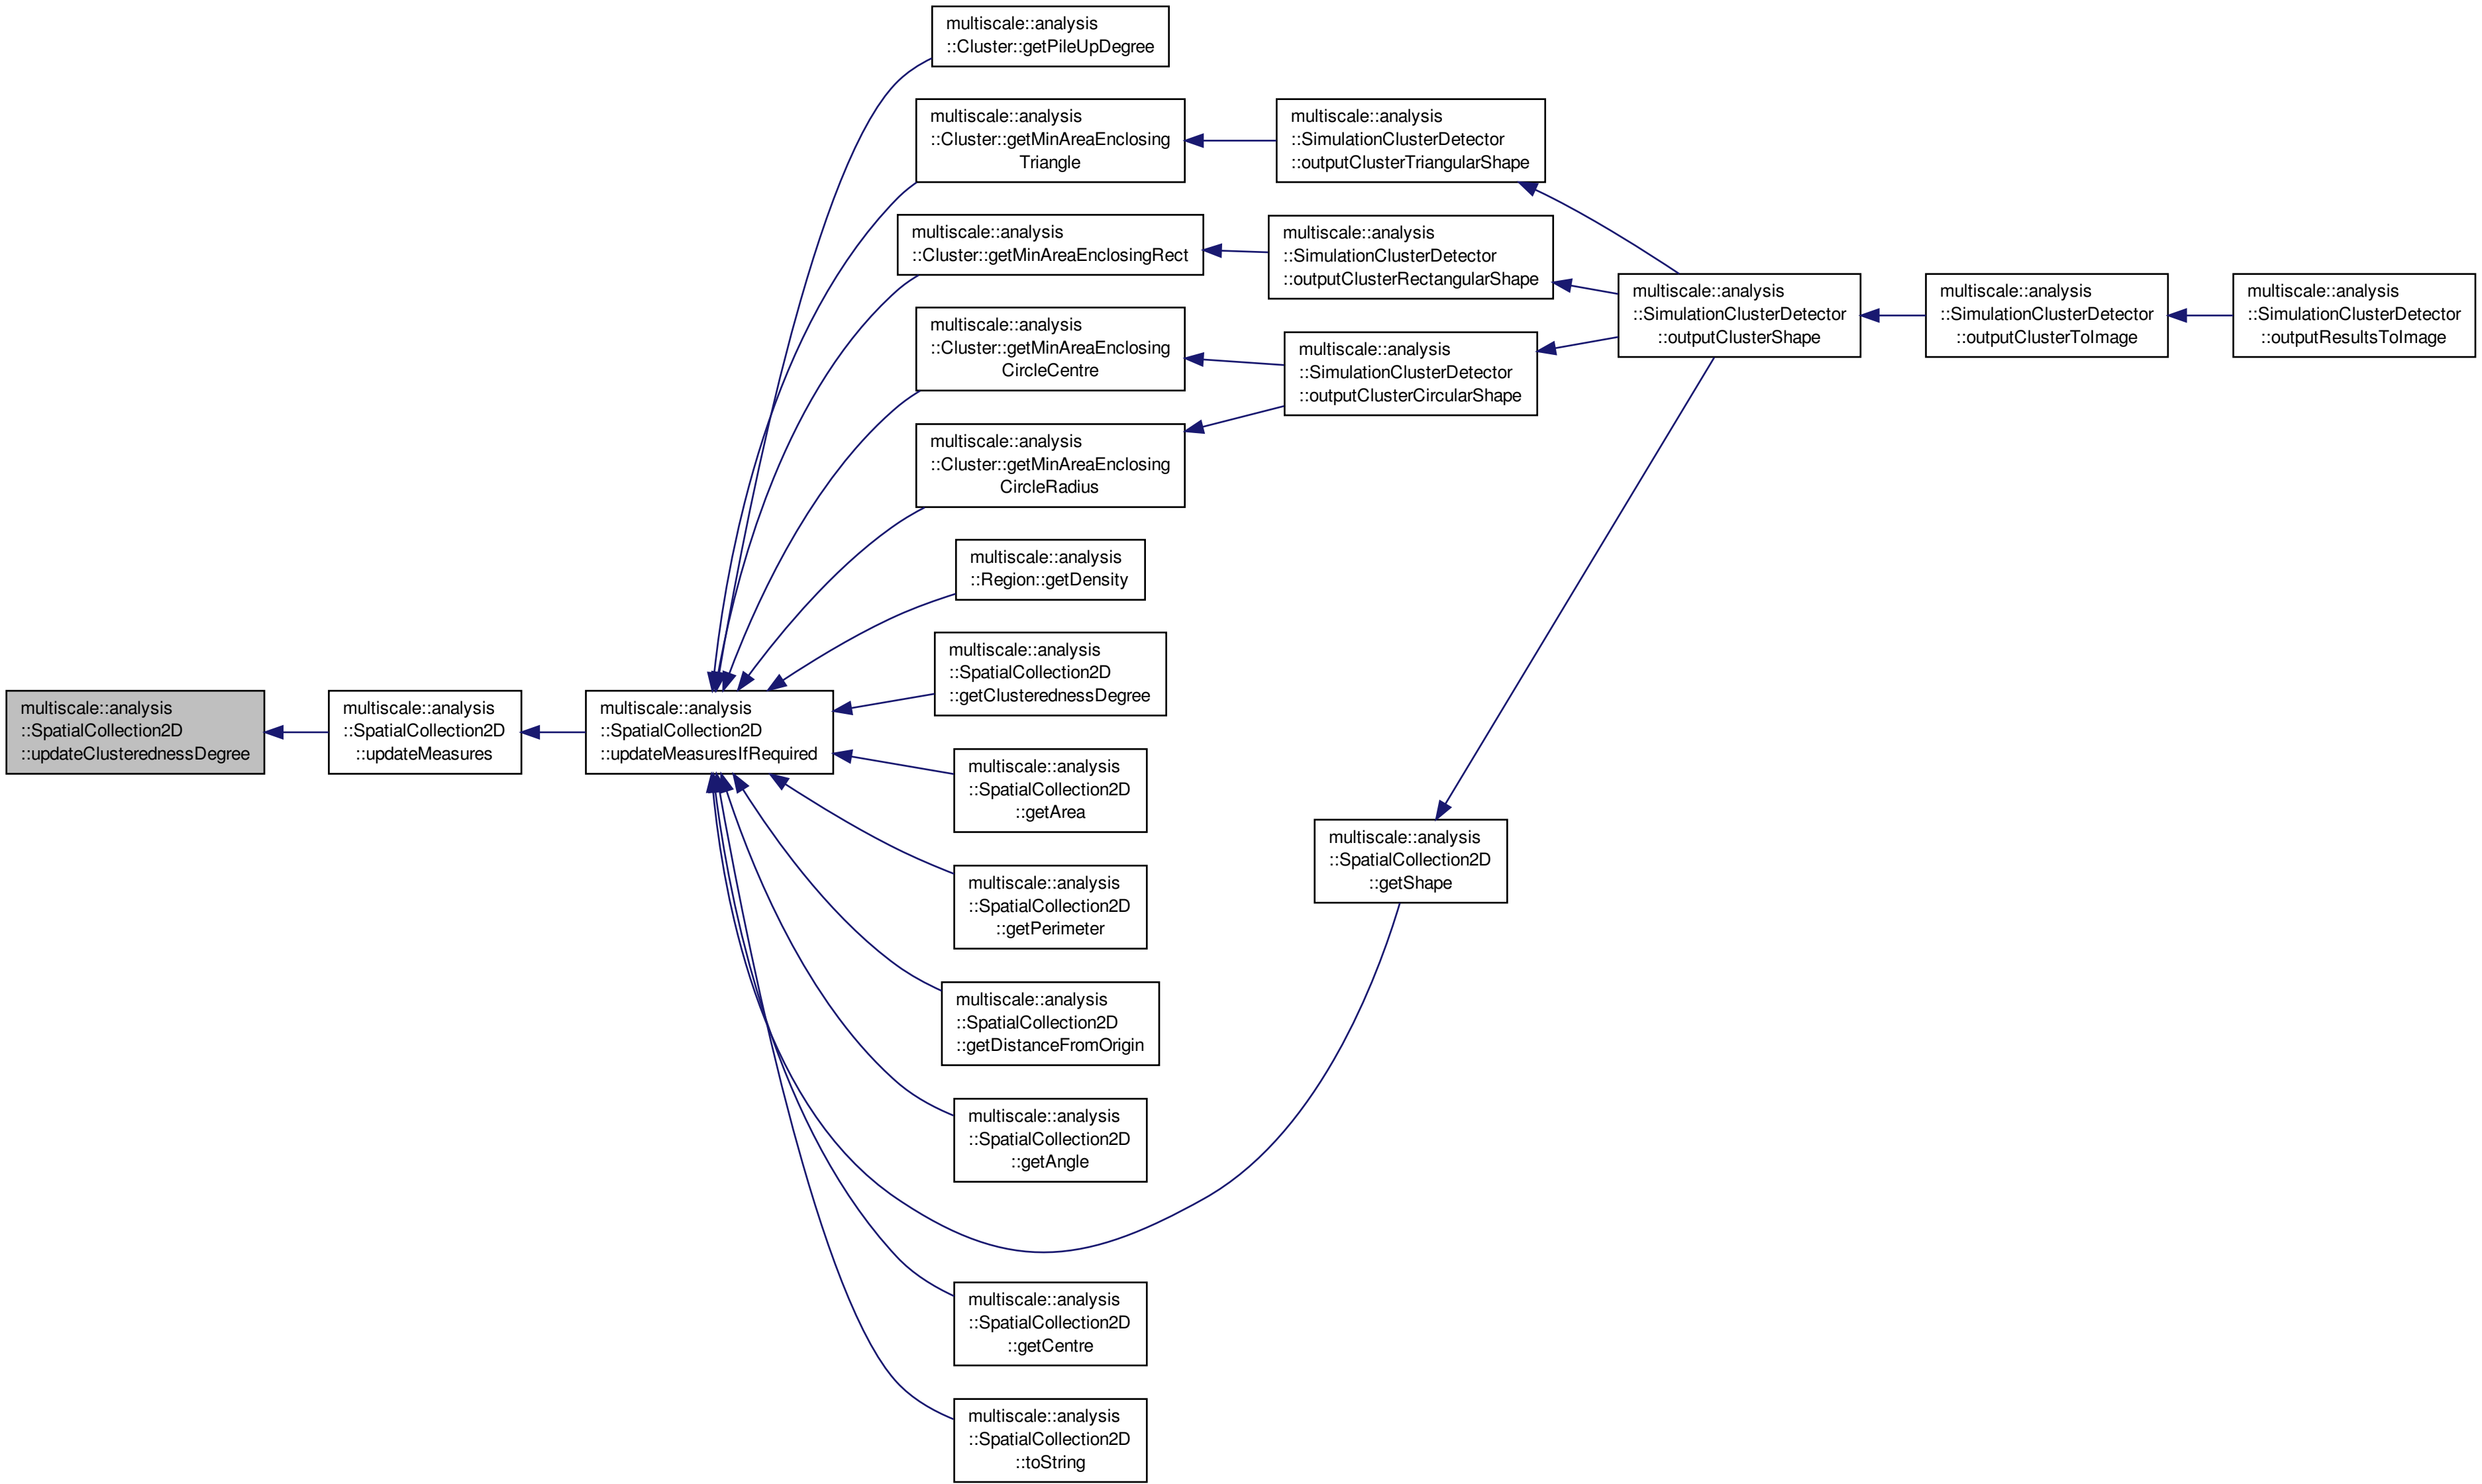 multiscale::analysis
::Cluster::getPileUpDegree
multiscale::analysis
::Cluster::getMinAreaEnclosing
Triangle
multiscale::analysis
::SimulationClusterDetector
::outputClusterTriangularShape
multiscale::analysis
::Cluster::getMinAreaEnclosingRect
multiscale::analysis
::SimulationClusterDetector
::outputClusterRectangularShape
multiscale::analysis
::Cluster::getMinAreaEnclosing
CircleCentre
multiscale::analysis
::SimulationClusterDetector
::outputClusterCircularShape
multiscale::analysis
::SimulationClusterDetector
::outputClusterShape
multiscale::analysis
::SimulationClusterDetector
::outputClusterToImage
multiscale::analysis
::SimulationClusterDetector
::outputResultsToImage
multiscale::analysis
::Cluster::getMinAreaEnclosing
CircleRadius
multiscale::analysis
::Region::getDensity
multiscale::analysis
::SpatialCollection2D
::getClusterednessDegree
multiscale::analysis
::SpatialCollection2D
::updateClusterednessDegree
multiscale::analysis
::SpatialCollection2D
::updateMeasures
multiscale::analysis
::SpatialCollection2D
::updateMeasuresIfRequired
multiscale::analysis
::SpatialCollection2D
::getArea
multiscale::analysis
::SpatialCollection2D
::getShape
multiscale::analysis
::SpatialCollection2D
::getPerimeter
multiscale::analysis
::SpatialCollection2D
::getDistanceFromOrigin
multiscale::analysis
::SpatialCollection2D
::getAngle
multiscale::analysis
::SpatialCollection2D
::getCentre
multiscale::analysis
::SpatialCollection2D
::toString